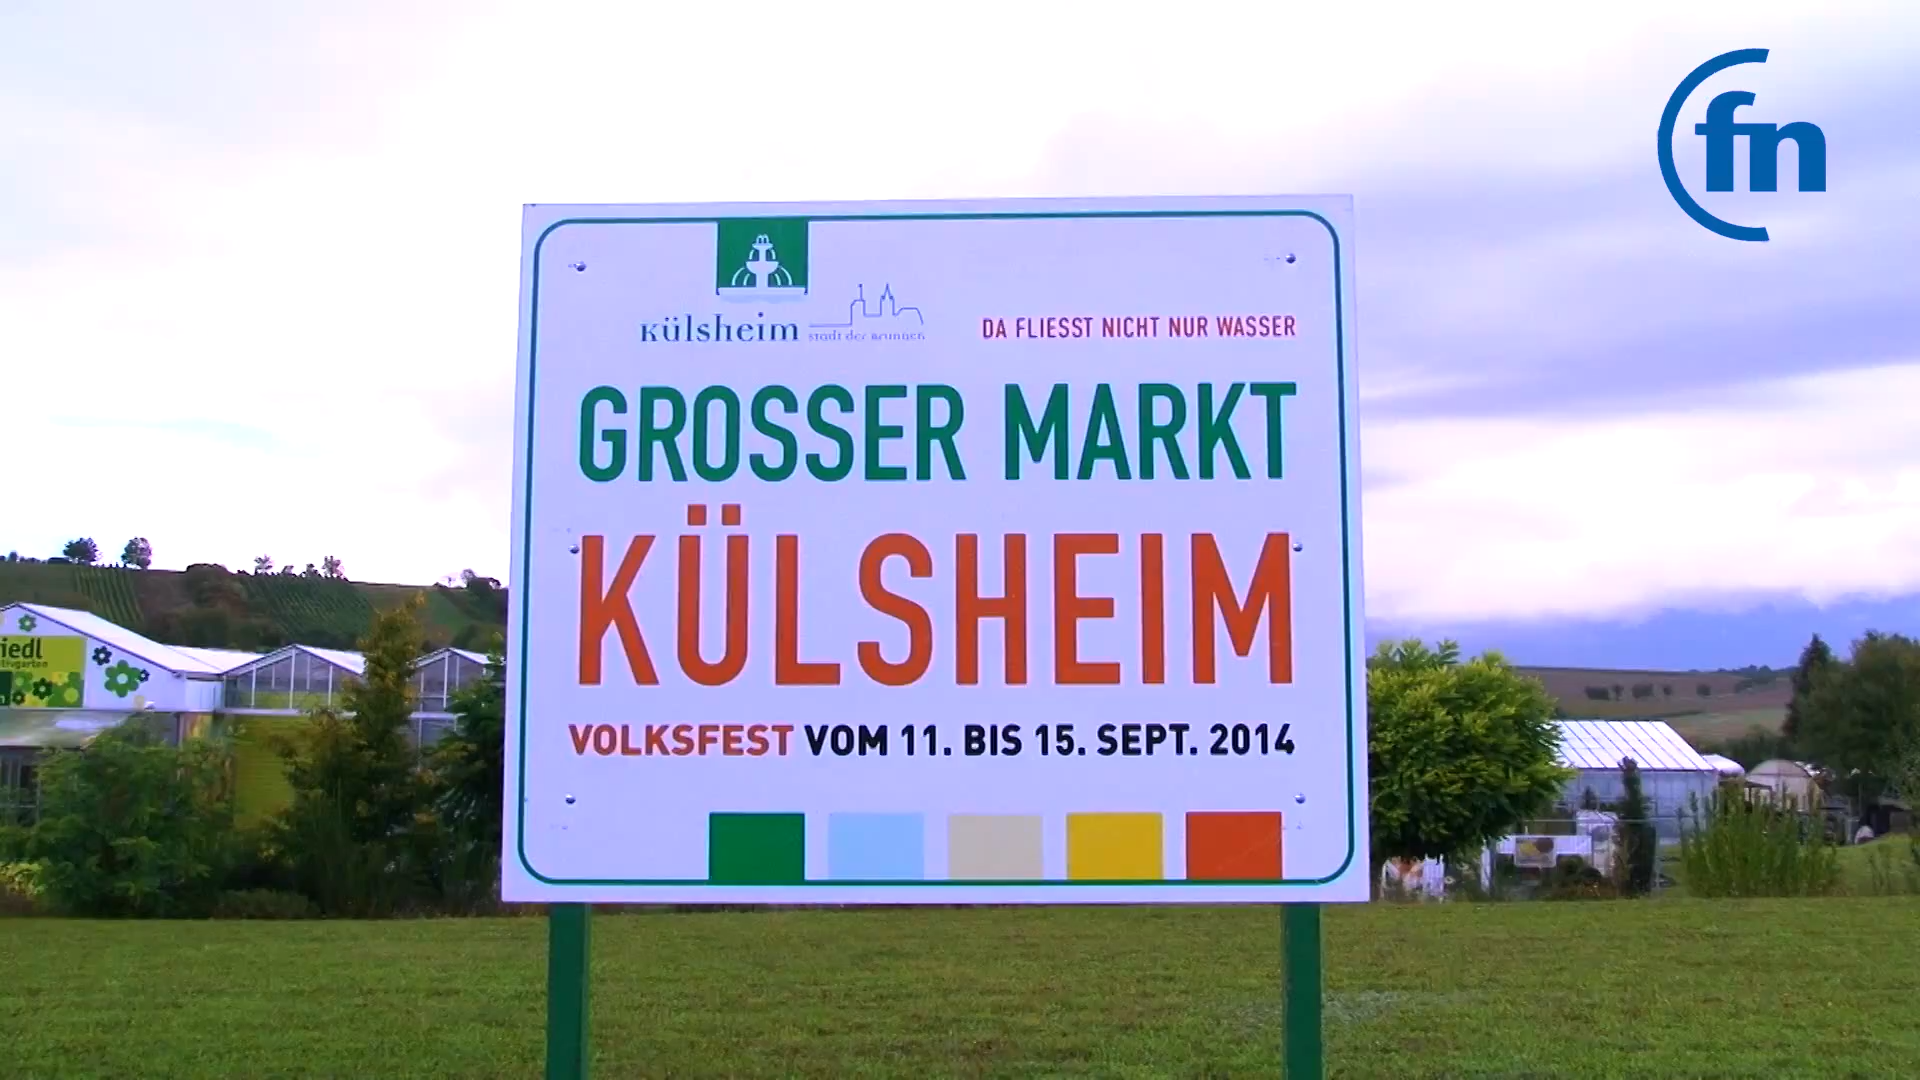 fn
Külsheim
Stadt der Brunnen
DA FLIESST NICHT NUR WASSER
GROSSER MARKT
KÜLSHEIM
VOLKSFEST VOM 11. BIS 15. SEPT. 2014